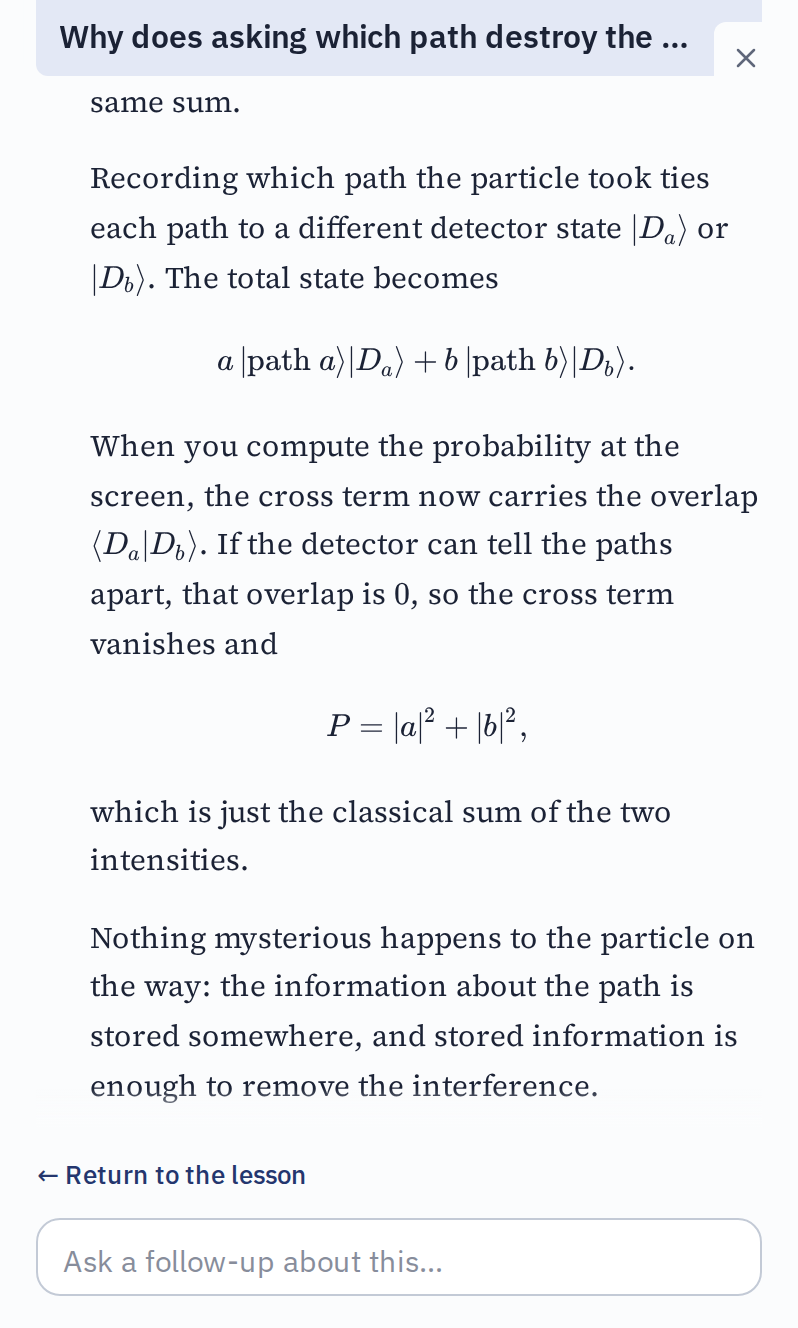 Why does asking which path destroy the ...
same sum.
Recording which path the particle took ties
each path to a different detector state |Dₐ⟩ or
|D_b⟩. The total state becomes
a |path a⟩|Dₐ⟩ + b |path b⟩|D_b⟩.
When you compute the probability at the
screen, the cross term now carries the overlap
⟨Dₐ|D_b⟩. If the detector can tell the paths
apart, that overlap is 0, so the cross term
vanishes and
P = |a|² + |b|²,
which is just the classical sum of the two
intensities.
Nothing mysterious happens to the particle on
the way: the information about the path is
stored somewhere, and stored information is
enough to remove the interference.
← Return to the lesson
Ask a follow-up about this...